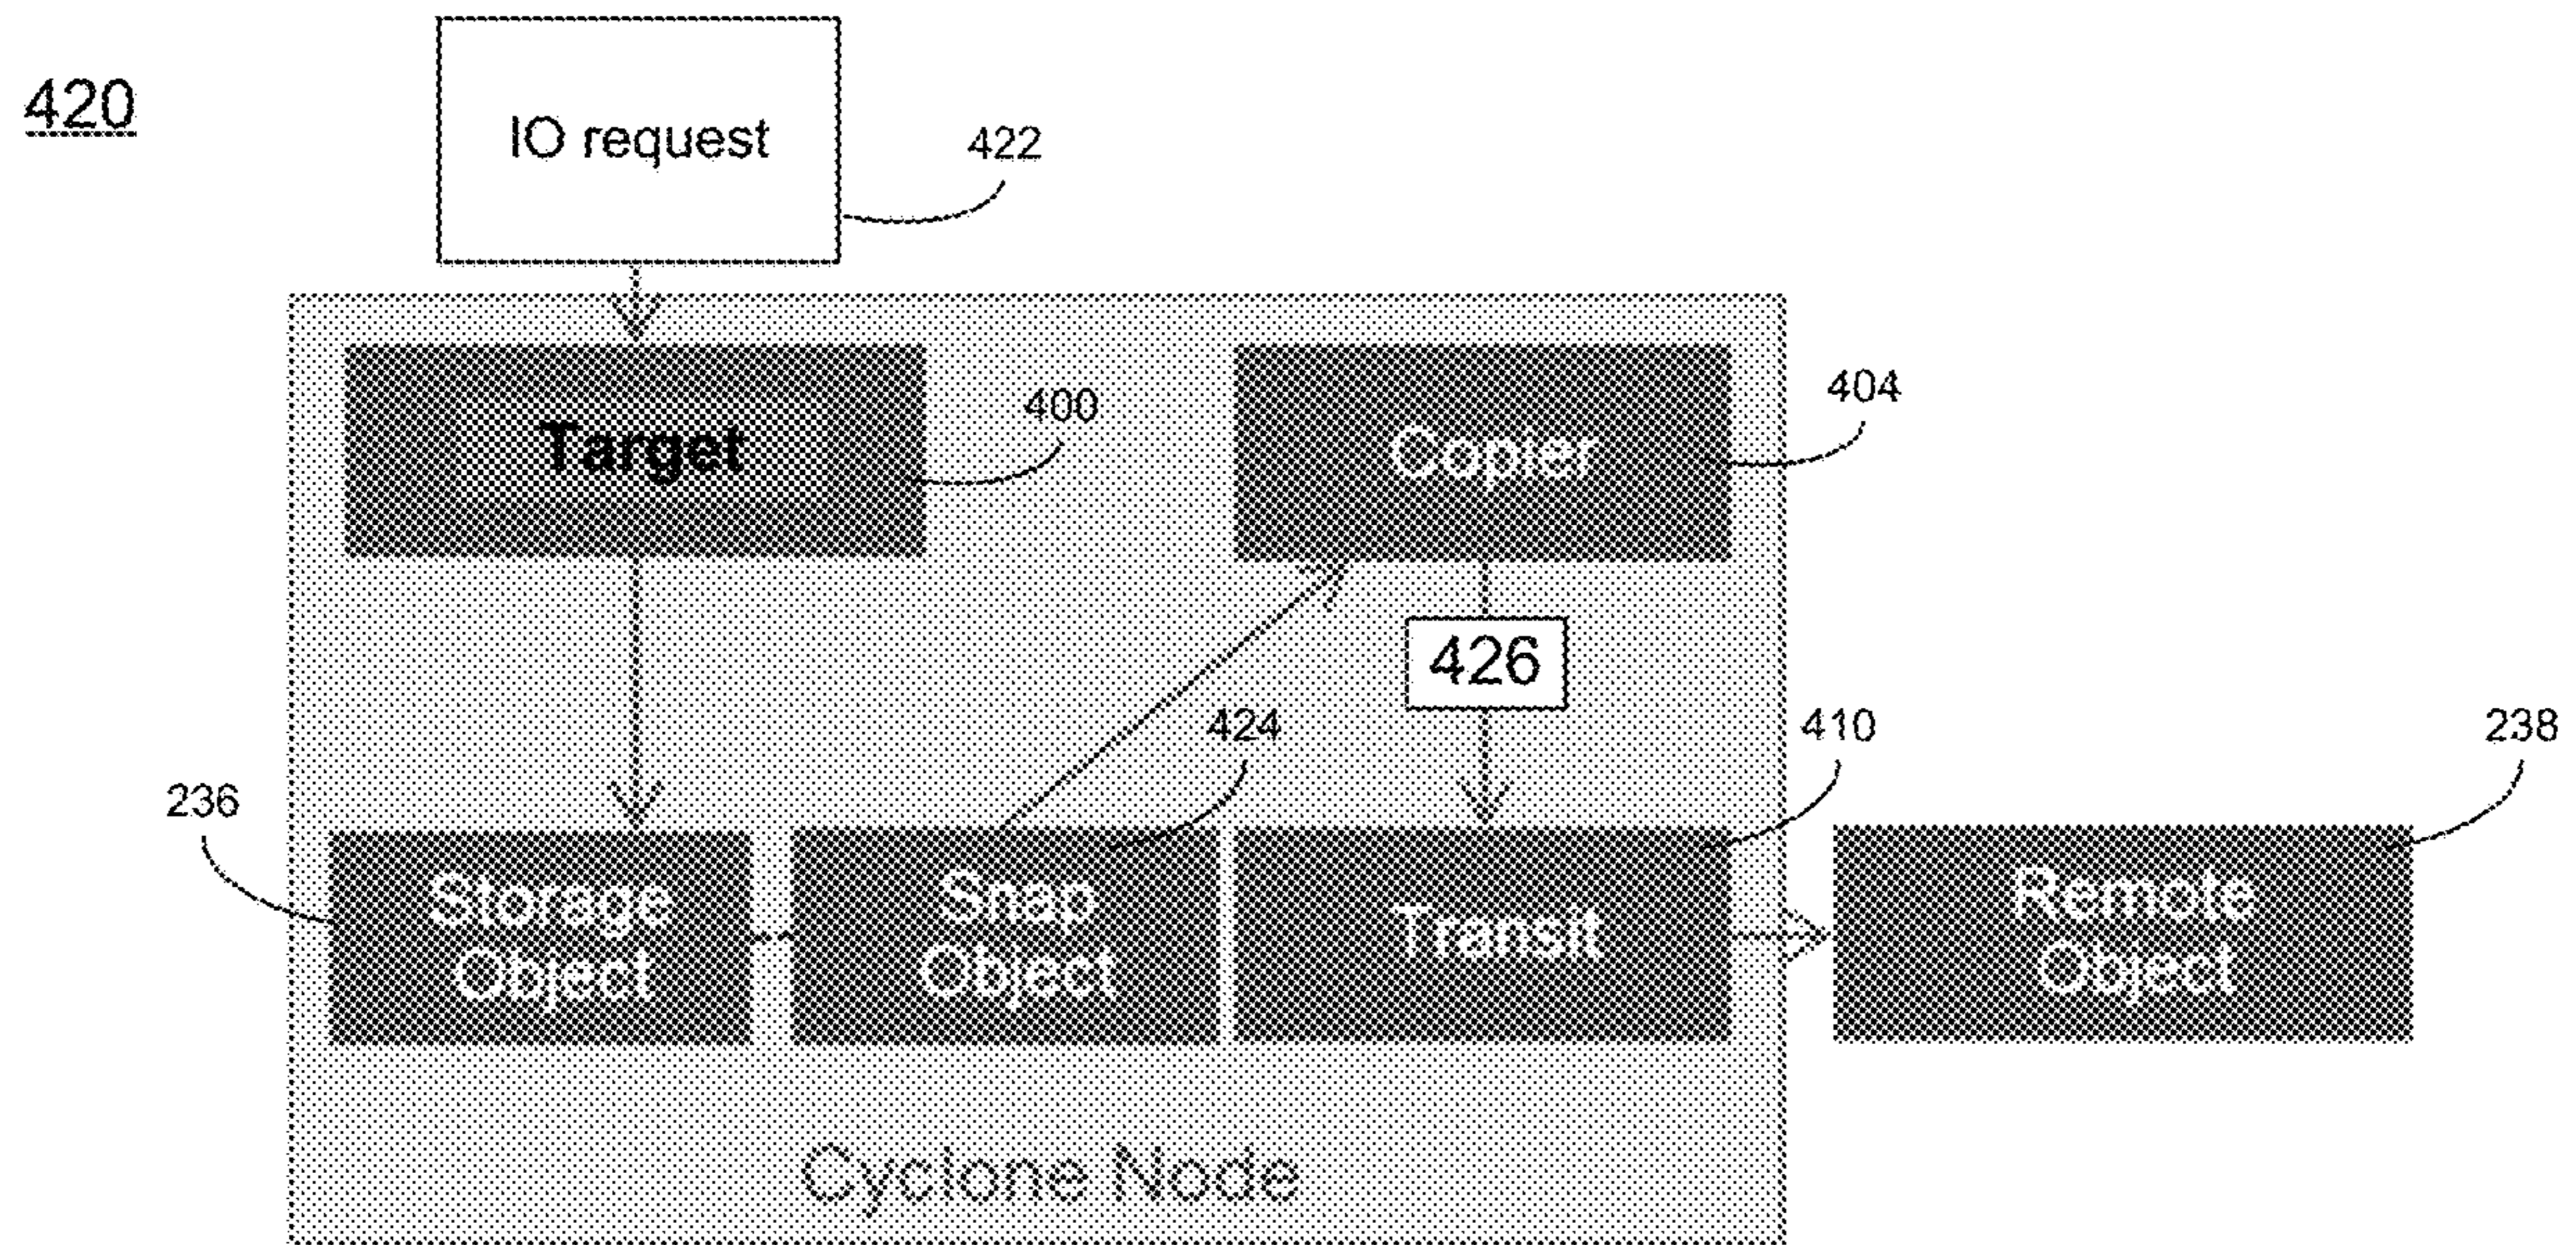 420
IO request
422
Target
400
Copier
404
426
236
424
410
238
Storage
Object
Snap
Object
Transit
Remote
Object
Cyclone Node